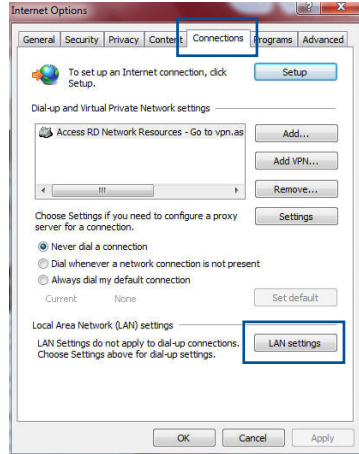 Internet Options
General Security Privacy Content Connections Programs Advanced
To set up an Internet connection, click
Setup.
Setup
Dial-up and Virtual Private Network settings
Access RD Network Resources - Go to vpn.as
Add...
Add VPN...
Remove...
Choose Settings if you need to configure a proxy
server for a connection.
Settings
Never dial a connection
Dial whenever a network connection is not present
Always dial my default connection
Current None
Set default
Local Area Network (LAN) settings
LAN Settings do not apply to dial-up connections.
Choose Settings above for dial-up settings.
LAN settings
OK Cancel Apply